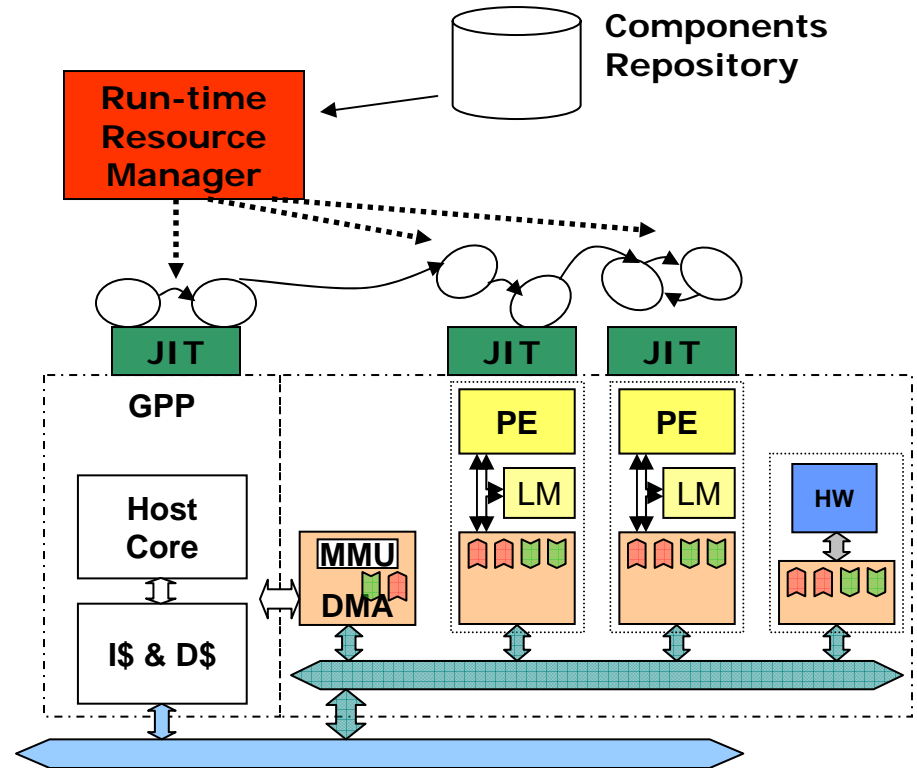 Components
Repository
Run-time
Resource
Manager
JIT
JIT
JIT
GPP
PE
PE
Host
Core
LM
LM
HW
MMU
DMA
I$ & D$